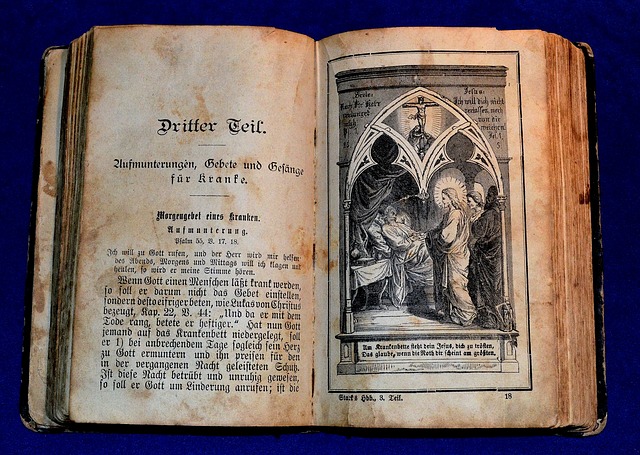 Dritter Teil.
Aufmunterungen, Gebete und Gesänge
für Kranke.
Morgengebet eines Kranken.
Aufmunterung.
Psalm 55, V. 17. 18.
Ich will zu Gott rufen, und der Herr wird mir helfen
des Abends, Morgens und Mittags will ich klagen und
heulen, so wird er meine Stimme hören.
Wenn Gott einen Menschen läßt krank werden,
so soll er darum nicht das Gebet einstellen,
sondern desto eifriger beten, wie Lukas von Christus
bezeugt, Kap. 22, V. 44: „Und da er mit dem
Tode rang, betete er heftiger.“ Hat nun Gott
jemand auf das Krankenbett niedergelegt, soll
er 1) bei anbrechendem Tage sogleich sein Herz
zu Gott ermuntern und ihn preisen für den
in der vergangenen Nacht geleisteten Schutz.
Ist diese Nacht betrübt und unruhig gewesen,
so soll er Gott um Linderung anrufen; ist die
Seele:
Jesus:
Ich will dich nicht
verlassen, noch
von dir
weichen.
Am Krankenbette steht dein Jesus, dich zu trösten,
Das glaube, wenn die Noth dir scheint am größten.
Starks Hdb., 3. Teil.
18